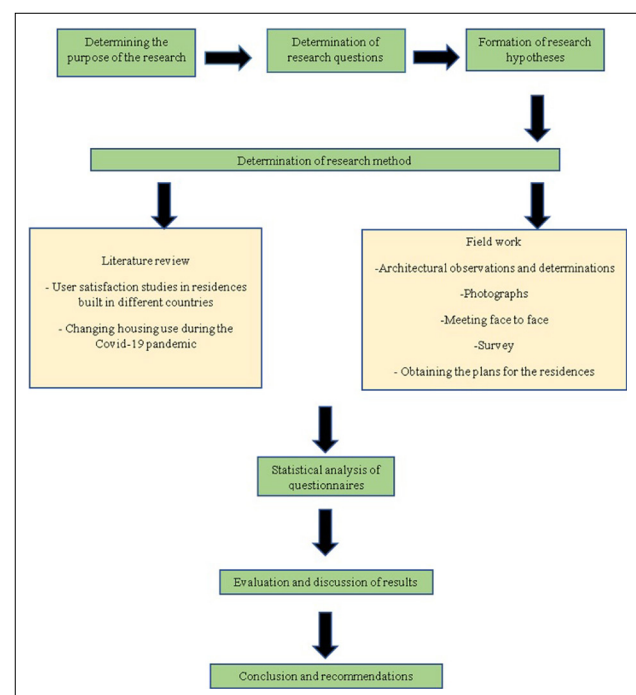 Determining the
purpose of the research
Determination of
research questions
Formation of research
hypotheses
Determination of research method
Literature review
- User satisfaction studies in residences
built in different countries
- Changing housing use during the
Covid-19 pandemic
Field work
-Architectural observations and determinations
-Photographs
-Meeting face to face
-Survey
- Obtaining the plans for the residences
Statistical analysis of
questionnaires
Evaluation and discussion of results
Conclusion and recommendations